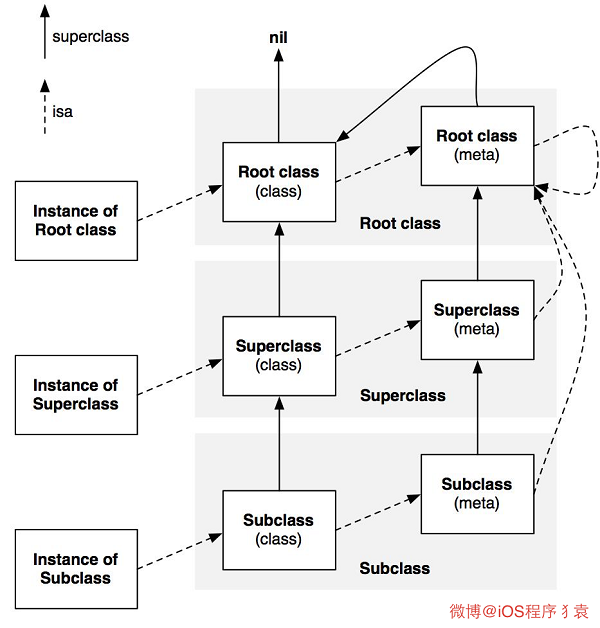 superclass
isa
nil
Root class
(meta)
Root class
(class)
Instance of
Root class
Root class
Superclass
(meta)
Superclass
(class)
Instance of
Superclass
Superclass
Subclass
(meta)
Subclass
(class)
Instance of
Subclass
Subclass
微博@iOS程序犭袁